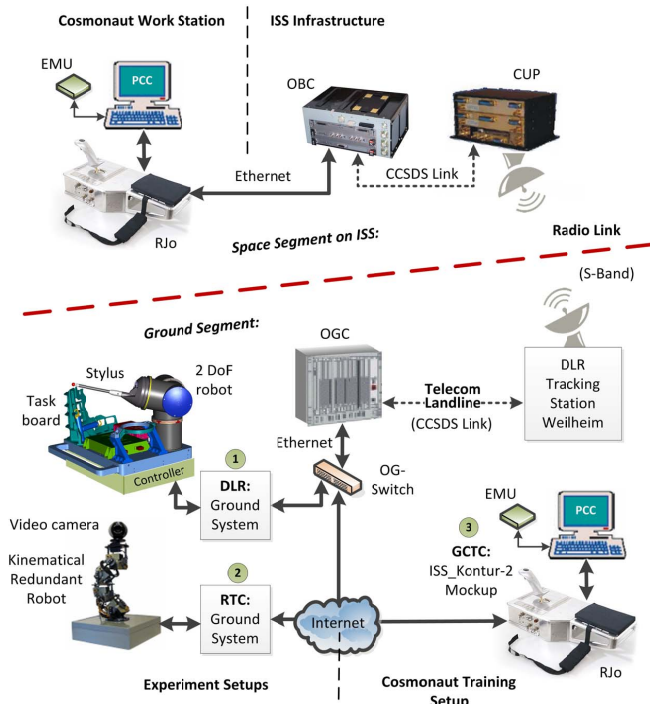 Cosmonaut Work Station
ISS Infrastructure
EMU
PCC
OBC
CUP
Ethernet
CCSDS Link
RJo
Space Segment on ISS:
Radio Link
(S-Band)
Ground Segment:
OGC
Stylus
2 DoF
robot
Task
board
DLR
Tracking
Station
Weilheim
Telecom
Landline
(CCSDS Link)
Ethernet
Controller
1
DLR:
Ground
System
OG-
Switch
EMU
PCC
Video camera
3
GCTC:
ISS_Kontur-2
Mockup
Kinematical
Redundant
Robot
2
RTC:
Ground
System
Internet
RJo
Experiment Setups
Cosmonaut Training
Setup